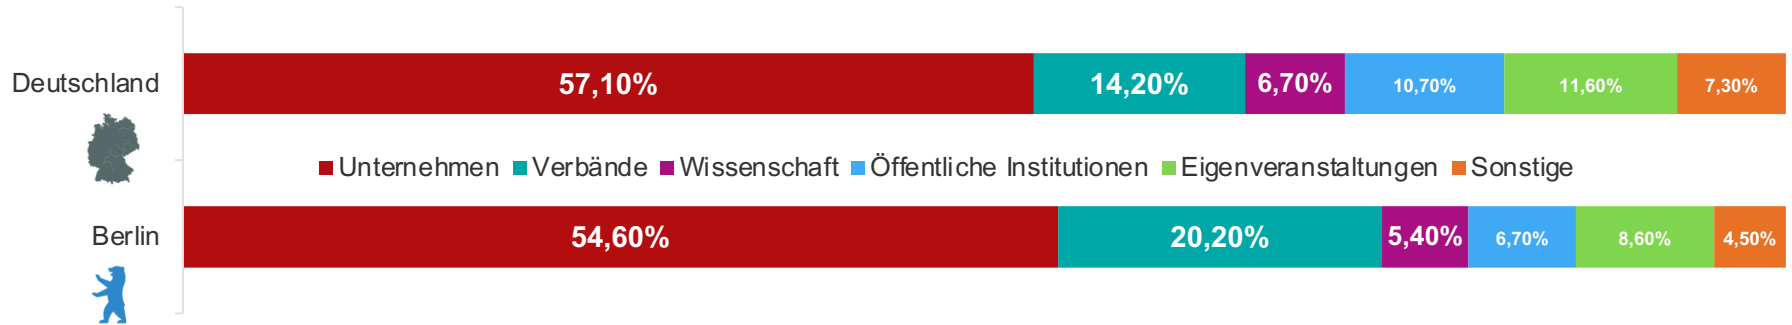 Deutschland 57,10% 14,20% 6,70% 10,70% 11,60% 7,30%
Unternehmen Verbände Wissenschaft Öffentliche Institutionen Eigenveranstaltungen Sonstige
Berlin 54,60% 20,20% 5,40% 6,70% 8,60% 4,50%